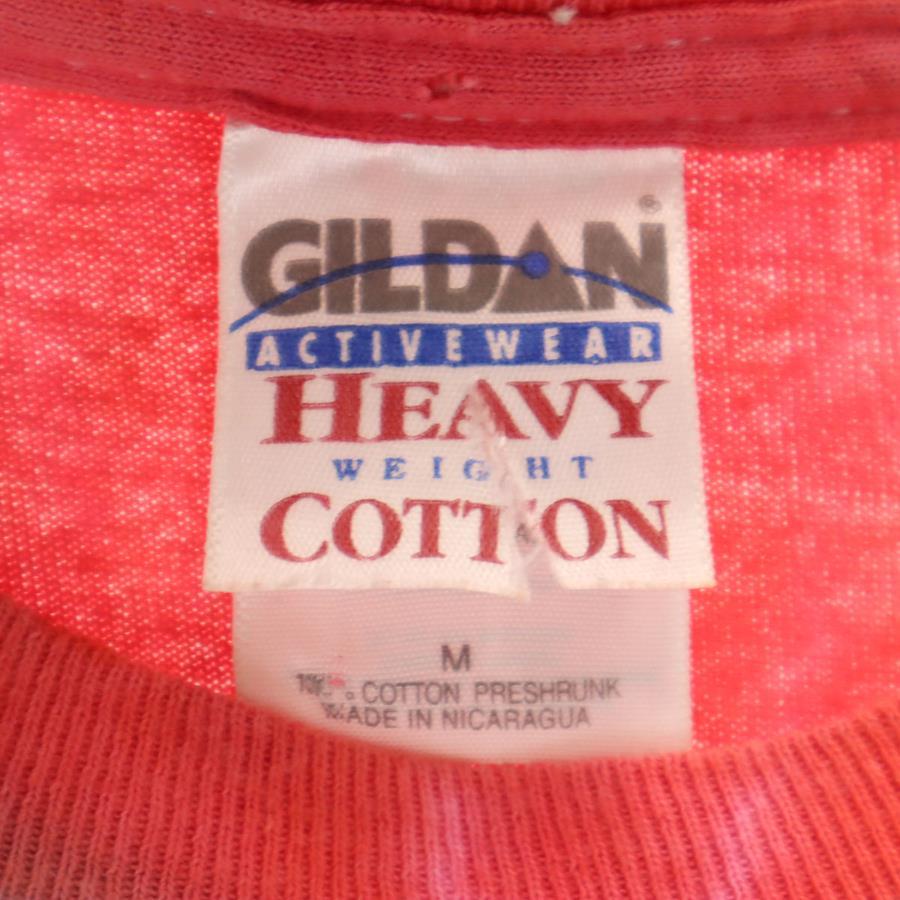 GILDAN®
ACTIVEWEAR
HEAVY
WEIGHT
COTTON
M
COTTON PRESHRUNK
MADE IN NICARAGUA